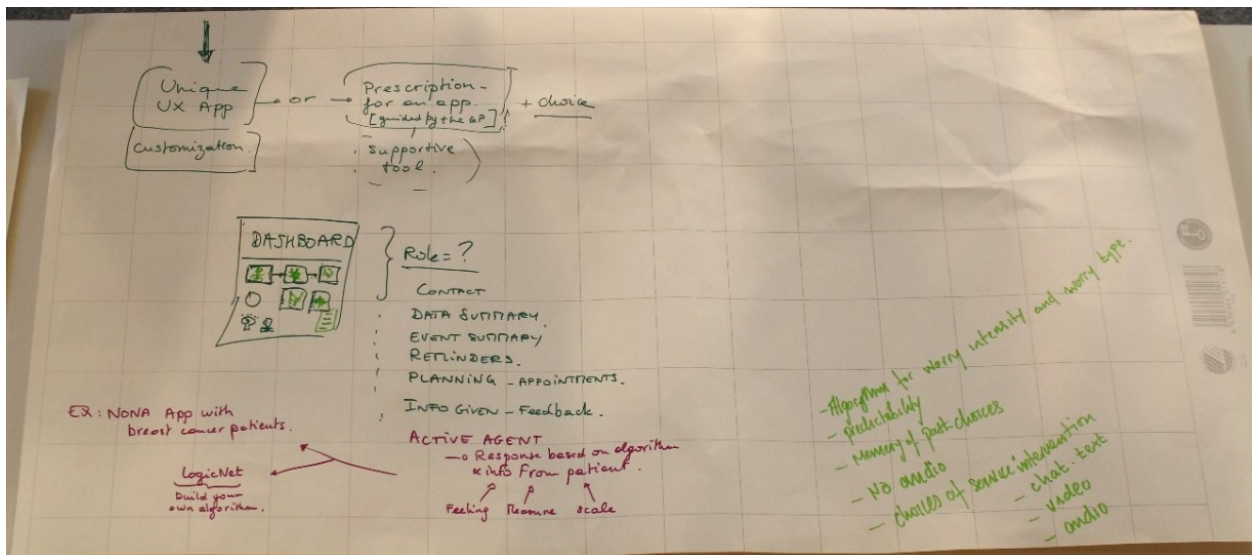 Unique
UX App
→ or →
Prescription -
for an app.
[guided by the GP]!
+ choice
Customization.
supportive
tool.
DASHBOARD
Role = ?
CONTACT
DATA SUMMARY
EVENT SUMMARY
REMINDERS.
PLANNING - APPOINTMENTS.
INFO GIVEN - Feedback.
ACTIVE AGENT
→ Response based on algorithm
& info From patient.
Feeling Measure scale
EX: NONA App with
breast cancer patients.
LogicNet
build your
own algorithm.
- Algorythm for worry intensity and worry type.
- predictability
- Memory of past choices
- NO audio
- choices of service intervention
- chat. text
- video
- audio